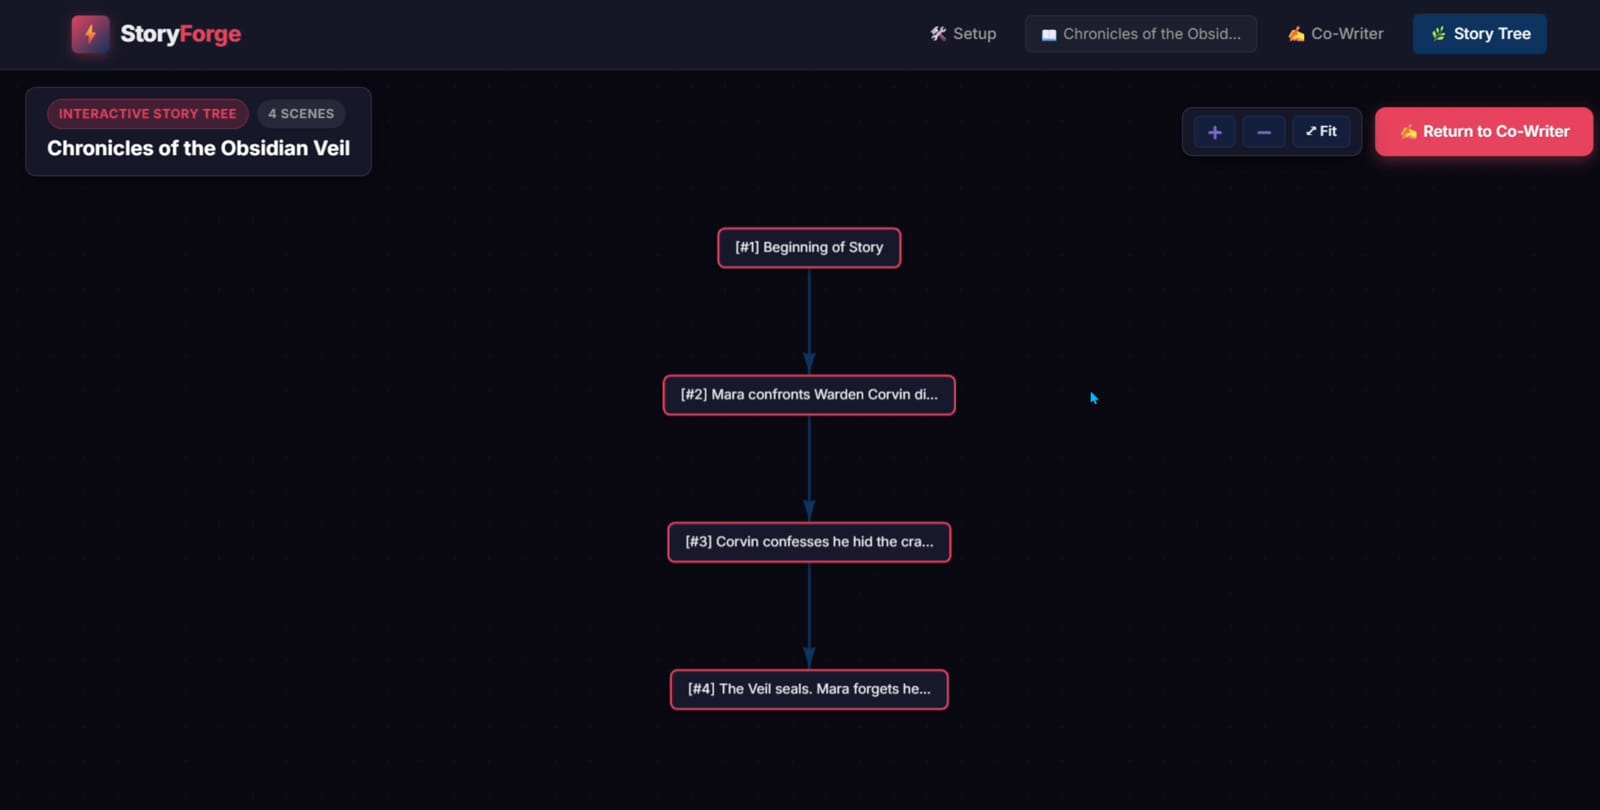 StoryForge
🛠 Setup
📖 Chronicles of the Obsid...
✍ Co-Writer
🌿 Story Tree
INTERACTIVE STORY TREE
4 SCENES
Chronicles of the Obsidian Veil
+
−
⤢ Fit
✍ Return to Co-Writer
[#1] Beginning of Story
[#2] Mara confronts Warden Corvin di...
[#3] Corvin confesses he hid the cra...
[#4] The Veil seals. Mara forgets he...